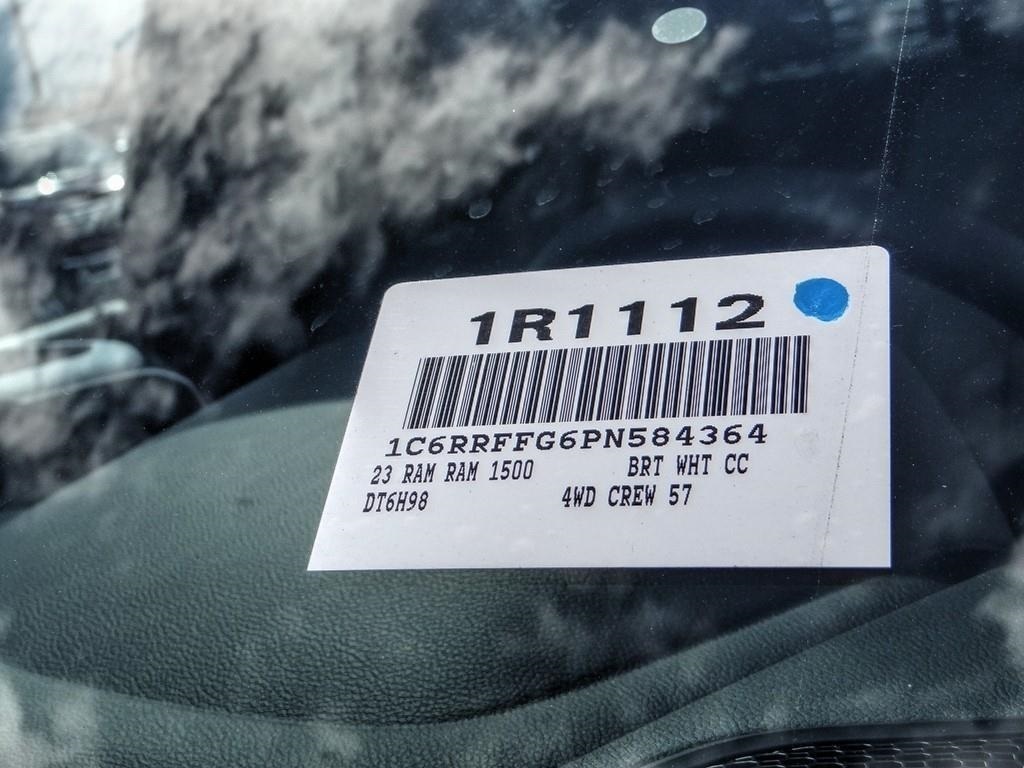 1R1112
1C6RRFFG6PN584364
23 RAM RAM 1500 BRT WHT CC
DT6H98 4WD CREW 57